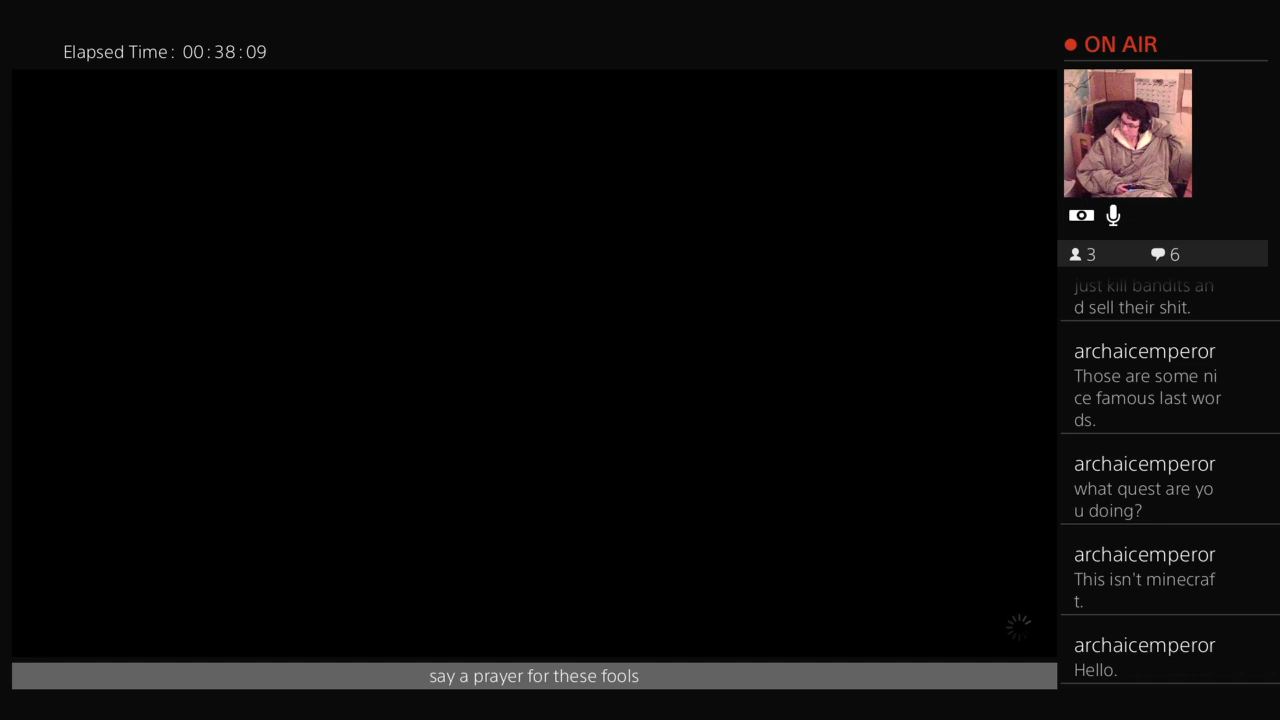 Elapsed Time: 00:38:09
ON AIR
3 6
just kill bandits an
d sell their shit.
archaicemperor
Those are some ni
ce famous last wor
ds.
archaicemperor
what quest are yo
u doing?
archaicemperor
This isn't minecraf
t.
archaicemperor
Hello.
say a prayer for these fools